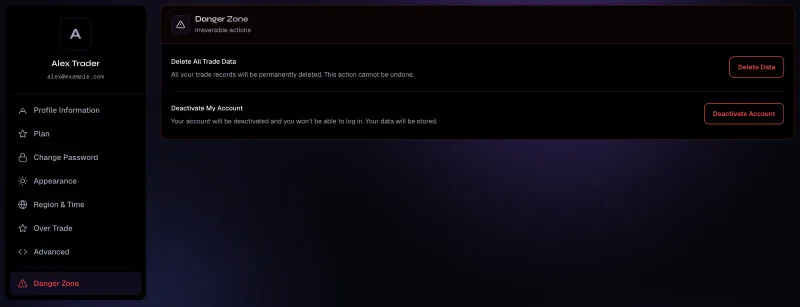 A
Alex Trader
alex@example.com
Profile Information
Plan
Change Password
Appearance
Region & Time
Over Trade
Advanced
Danger Zone
Danger Zone
Irreversible actions
Delete All Trade Data
All your trade records will be permanently deleted. This action cannot be undone.
Delete Data
Deactivate My Account
Your account will be deactivated and you won't be able to log in. Your data will be stored.
Deactivate Account